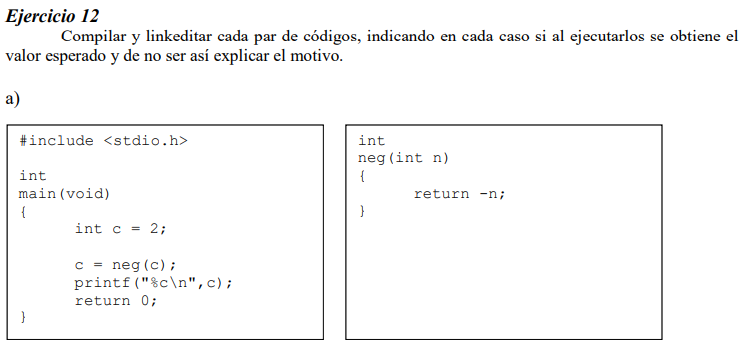 Ejercicio 12
Compilar y linkeditar cada par de códigos, indicando en cada caso si al ejecutarlos se obtiene el
valor esperado y de no ser así explicar el motivo.
a)
#include <stdio.h>
int
main(void)
{
int c = 2;
c = neg(c);
printf("%c\n",c);
return 0;
}
int
neg(int n)
{
return -n;
}